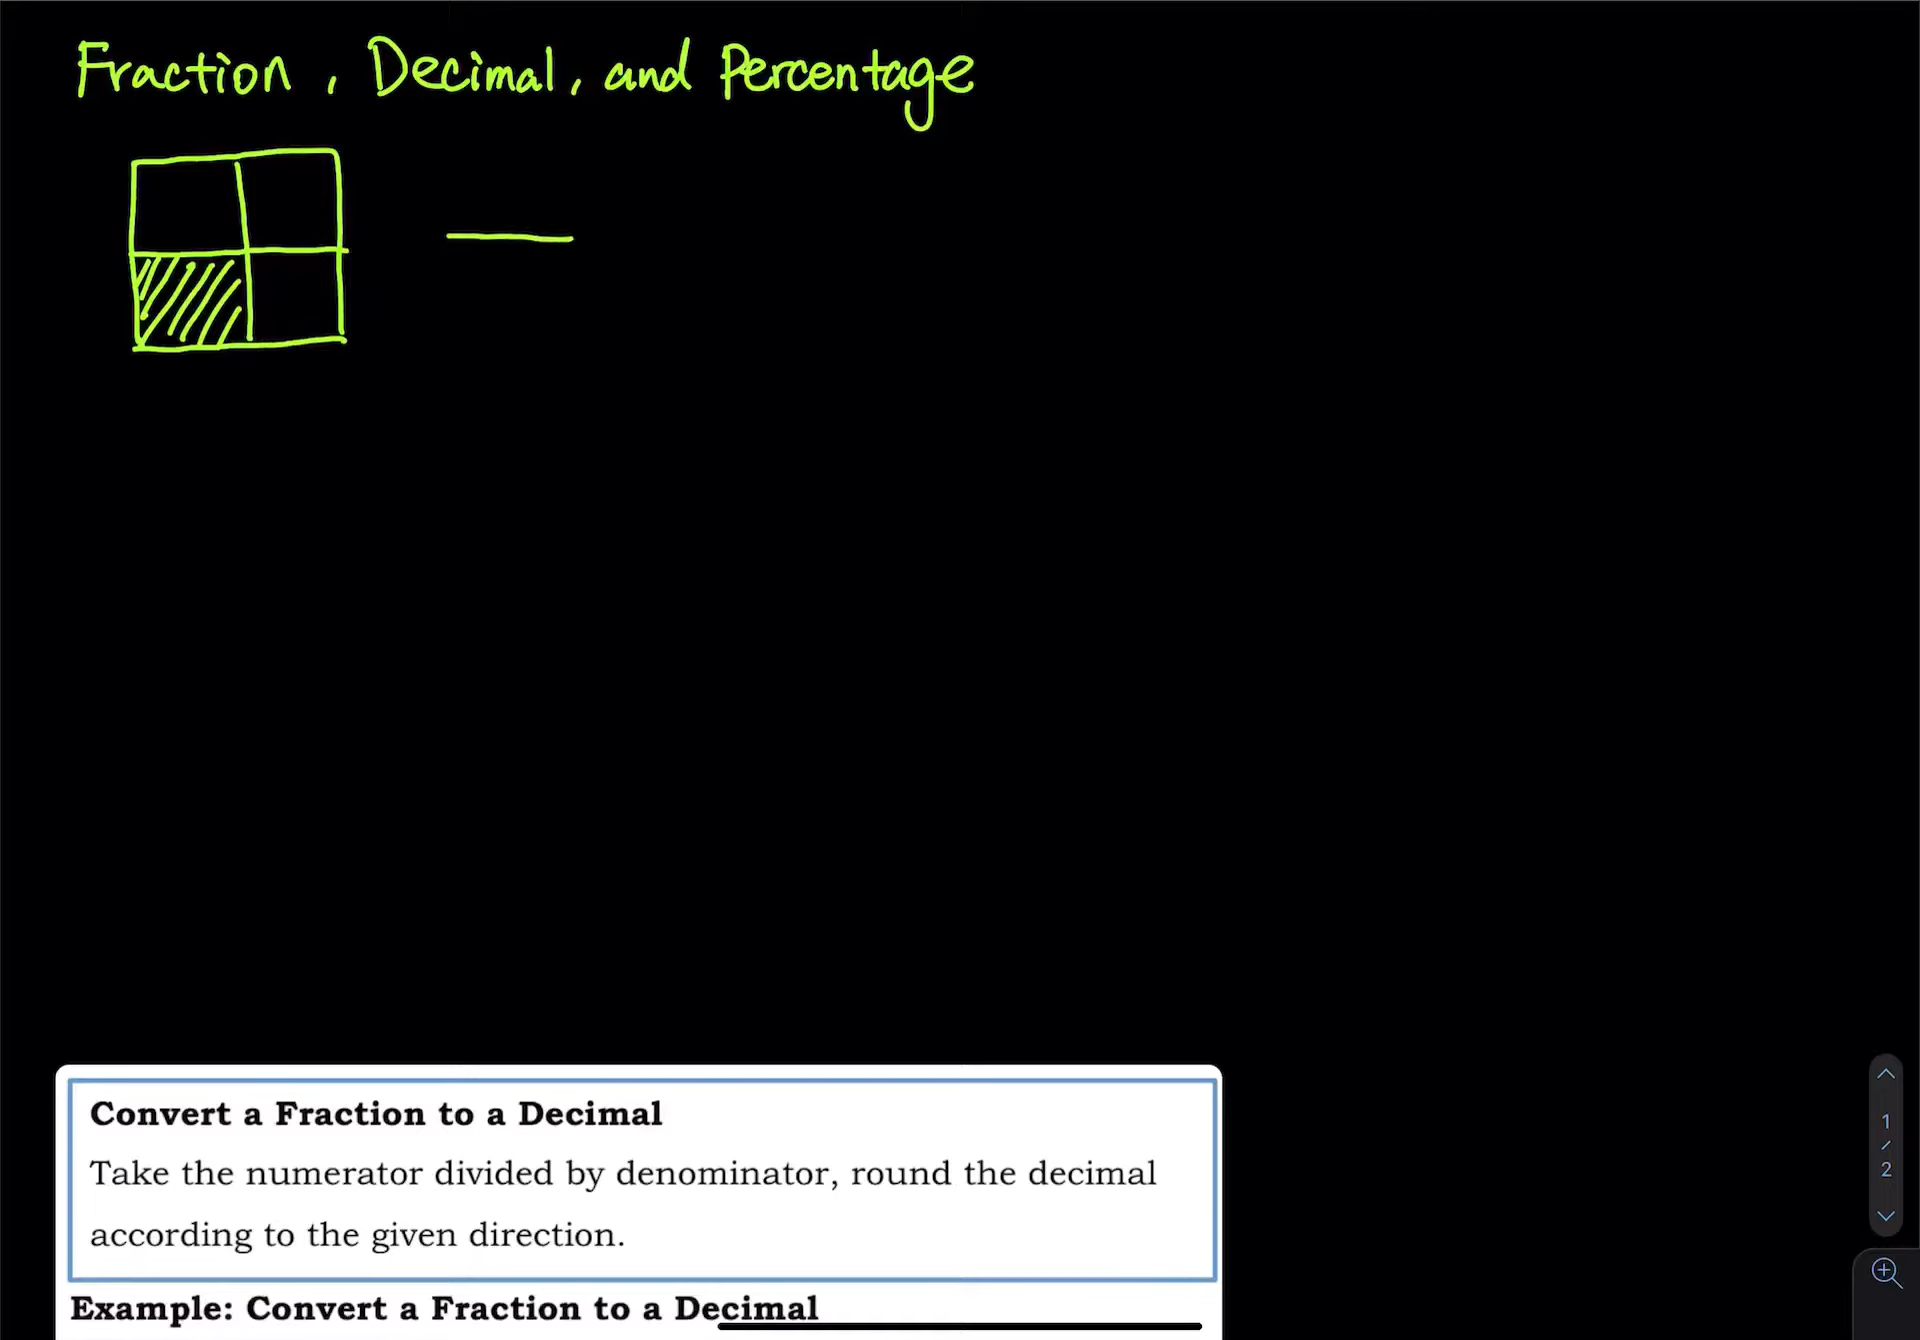 Fraction, Decimal, and Percentage
Convert a Fraction to a Decimal
Take the numerator divided by denominator, round the decimal
according to the given direction.
Example: Convert a Fraction to a Decimal
1
/
2